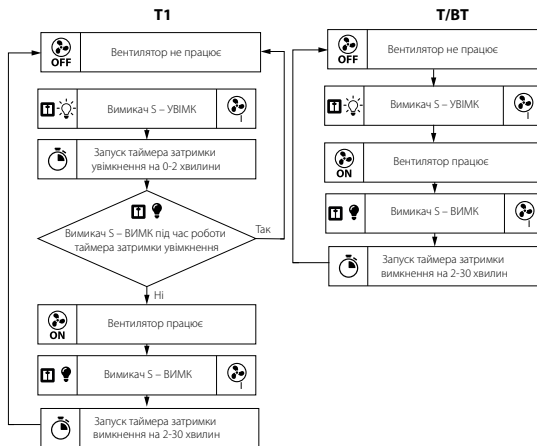 T1
OFF
Вентилятор не працює
Вимикач S – УВІМК
I
Запуск таймера затримки
увімкнення на 0-2 хвилини
Вимикач S – ВИМК під час роботи
таймера затримки увімкнення
Так
Ні
ON
Вентилятор працює
Вимикач S – ВИМК
I
Запуск таймера затримки
вимкнення на 2-30 хвилин
T/BT
OFF
Вентилятор не працює
Вимикач S – УВІМК
I
ON
Вентилятор працює
Вимикач S – ВИМК
I
Запуск таймера затримки
вимкнення на 2-30 хвилин